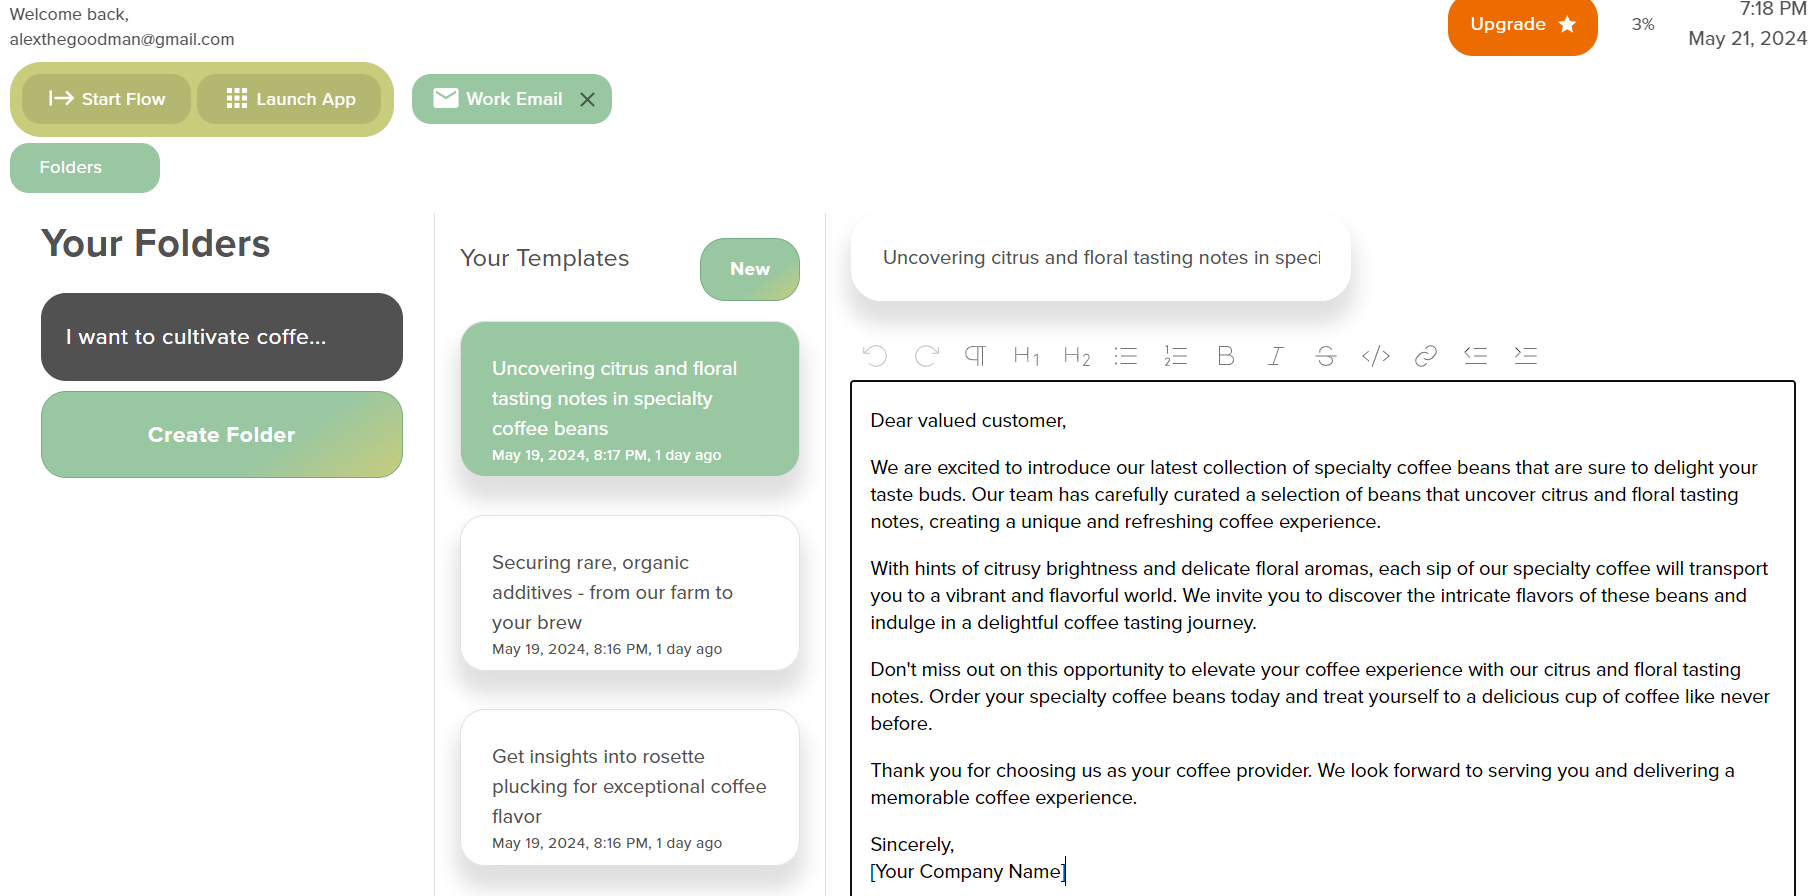 Welcome back,
alexthegoodman@gmail.com
Upgrade
3%
7:18 PM
May 21, 2024
Start Flow
Launch App
Work Email
Folders
Your Folders
I want to cultivate coffe...
Create Folder
Your Templates
New
Uncovering citrus and floral
tasting notes in specialty
coffee beans
May 19, 2024, 8:17 PM, 1 day ago
Securing rare, organic
additives - from our farm to
your brew
May 19, 2024, 8:16 PM, 1 day ago
Get insights into rosette
plucking for exceptional coffee
flavor
May 19, 2024, 8:16 PM, 1 day ago
Uncovering citrus and floral tasting notes in speci
H1 H2
Dear valued customer,
We are excited to introduce our latest collection of specialty coffee beans that are sure to delight your
taste buds. Our team has carefully curated a selection of beans that uncover citrus and floral tasting
notes, creating a unique and refreshing coffee experience.
With hints of citrusy brightness and delicate floral aromas, each sip of our specialty coffee will transport
you to a vibrant and flavorful world. We invite you to discover the intricate flavors of these beans and
indulge in a delightful coffee tasting journey.
Don't miss out on this opportunity to elevate your coffee experience with our citrus and floral tasting
notes. Order your specialty coffee beans today and treat yourself to a delicious cup of coffee like never
before.
Thank you for choosing us as your coffee provider. We look forward to serving you and delivering a
memorable coffee experience.
Sincerely,
[Your Company Name]